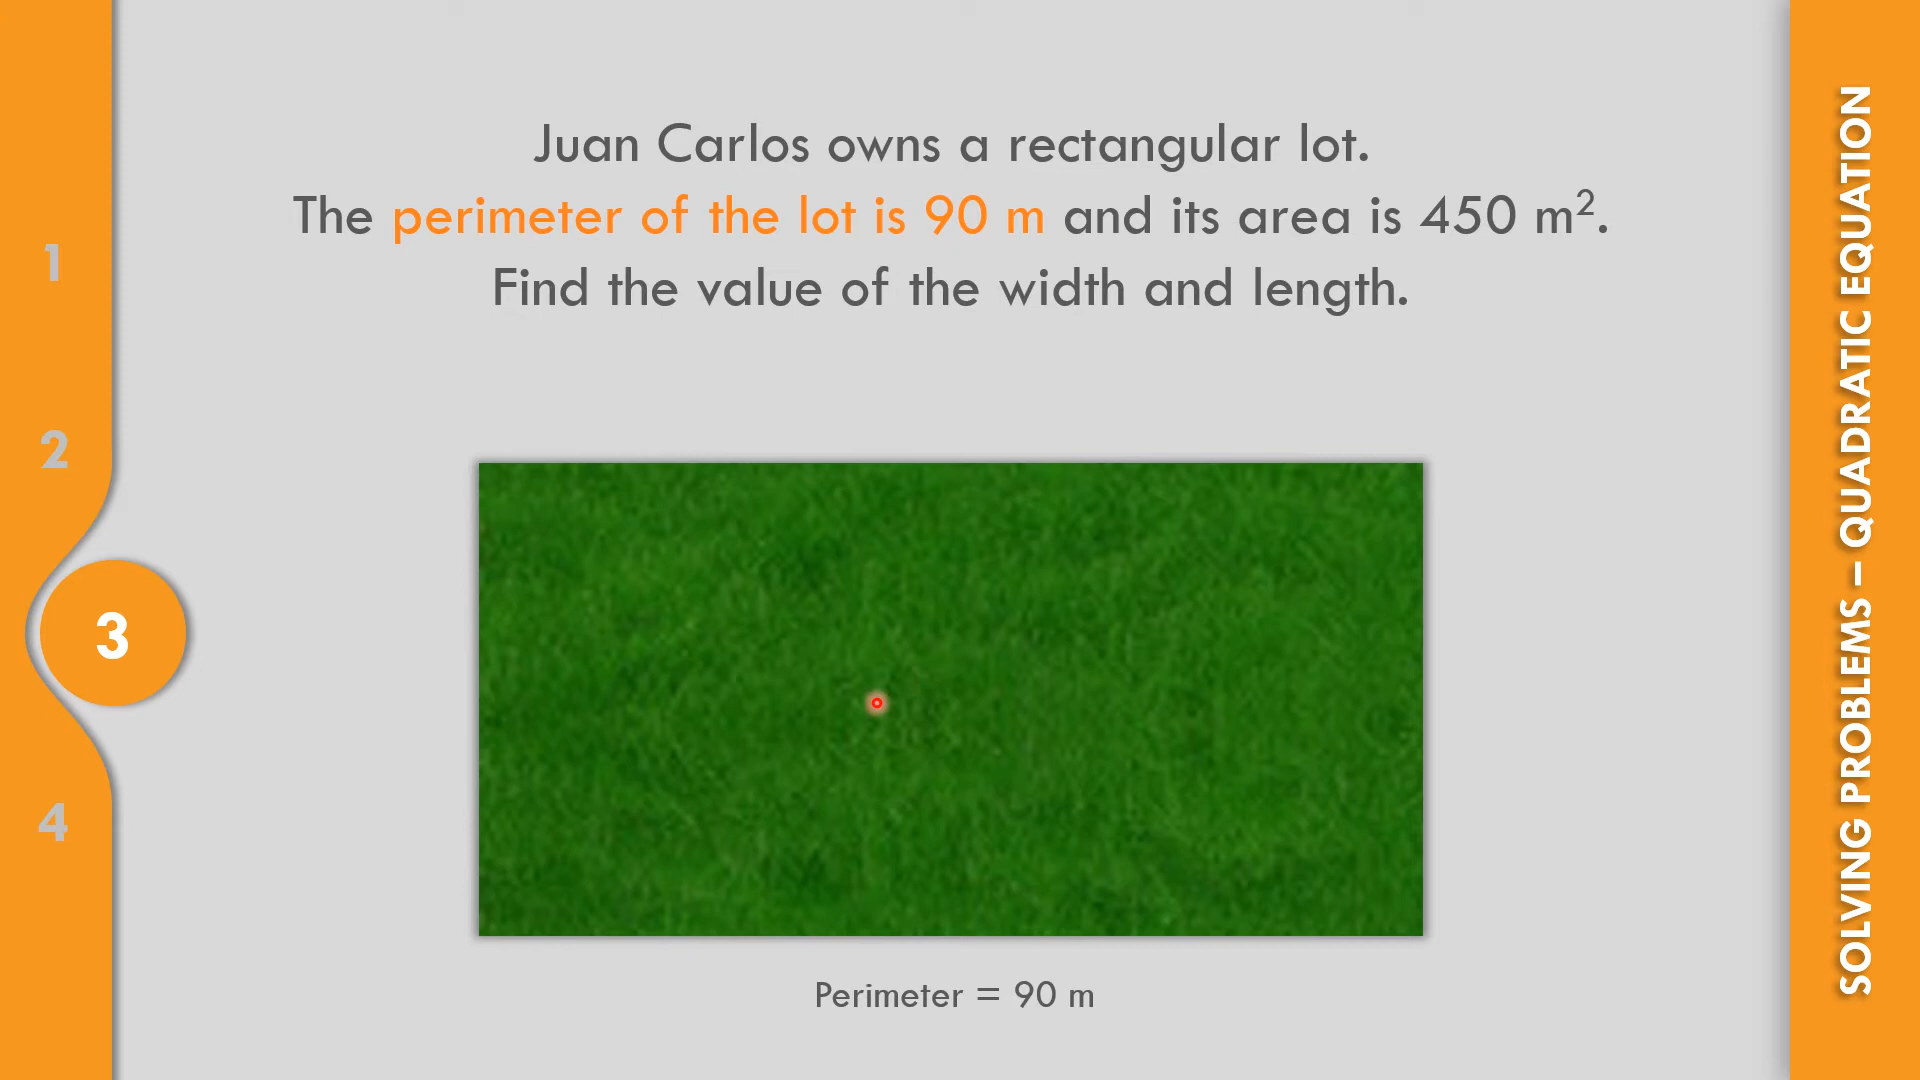 Juan Carlos owns a rectangular lot.
The perimeter of the lot is 90 m and its area is 450 m².
Find the value of the width and length.
1
2
3
4
Perimeter = 90 m
SOLVING PROBLEMS – QUADRATIC EQUATION